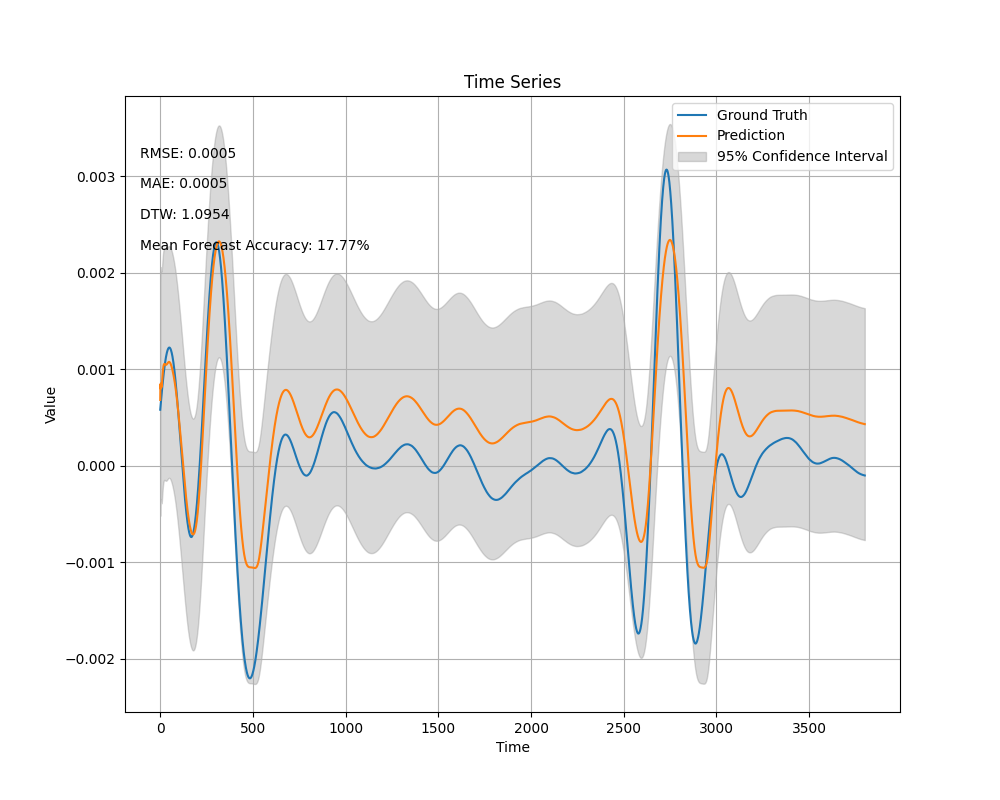 Time Series
Ground Truth
Prediction
95% Confidence Interval
RMSE: 0.0005
MAE: 0.0005
DTW: 1.0954
Mean Forecast Accuracy: 17.77%
Value
0.003
0.002
0.001
0.000
−0.001
−0.002
0 500 1000 1500 2000 2500 3000 3500
Time